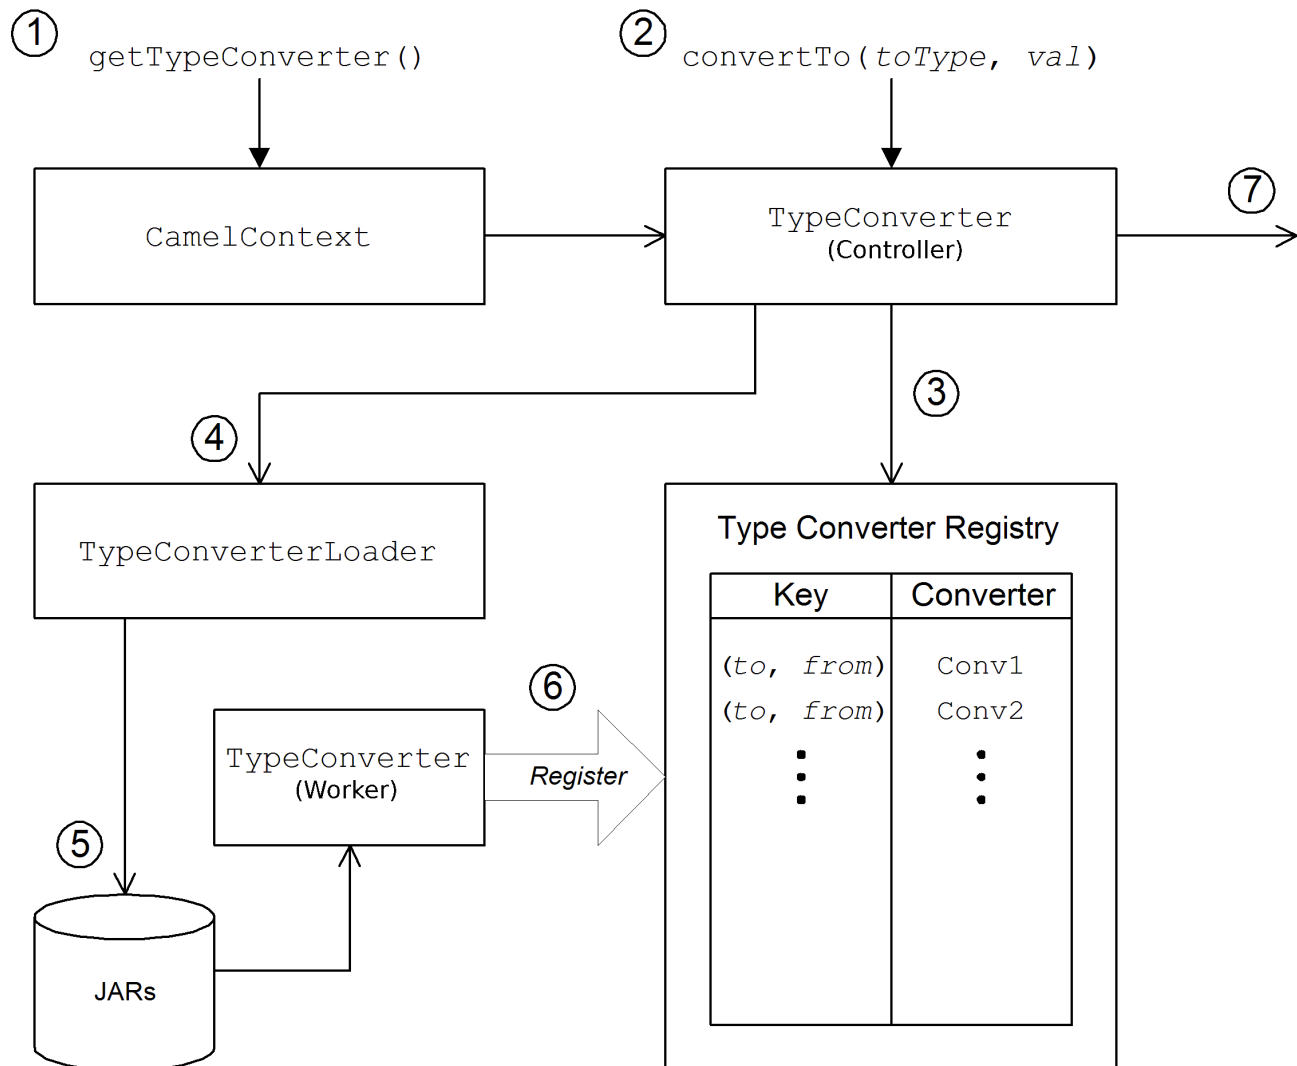 1
getTypeConverter()
2
convertTo(toType, val)
CamelContext
TypeConverter
(Controller)
7
3
4
TypeConverterLoader
Type Converter Registry
Key Converter
(to, from) Conv1
(to, from) Conv2
6
TypeConverter
(Worker)
Register
5
JARs